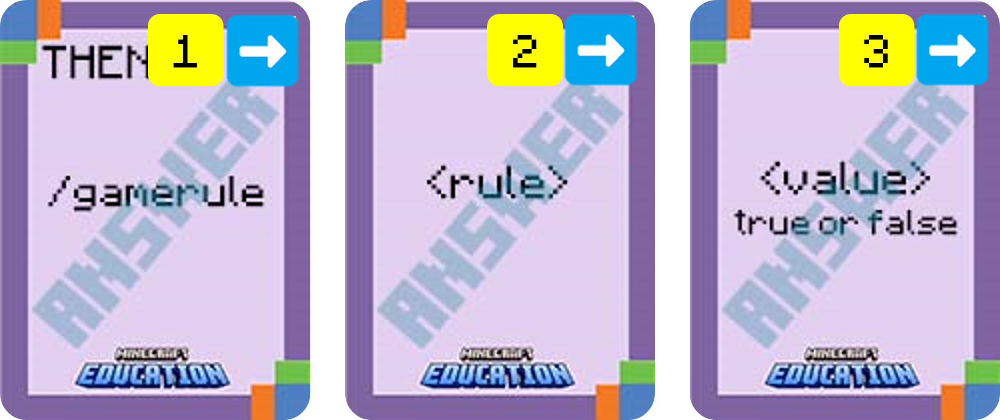 THEN
1
/gamerule
ANSWER
MINECRAFT
EDUCATION
2
<rule>
ANSWER
MINECRAFT
EDUCATION
3
<value>
true or false
ANSWER
MINECRAFT
EDUCATION